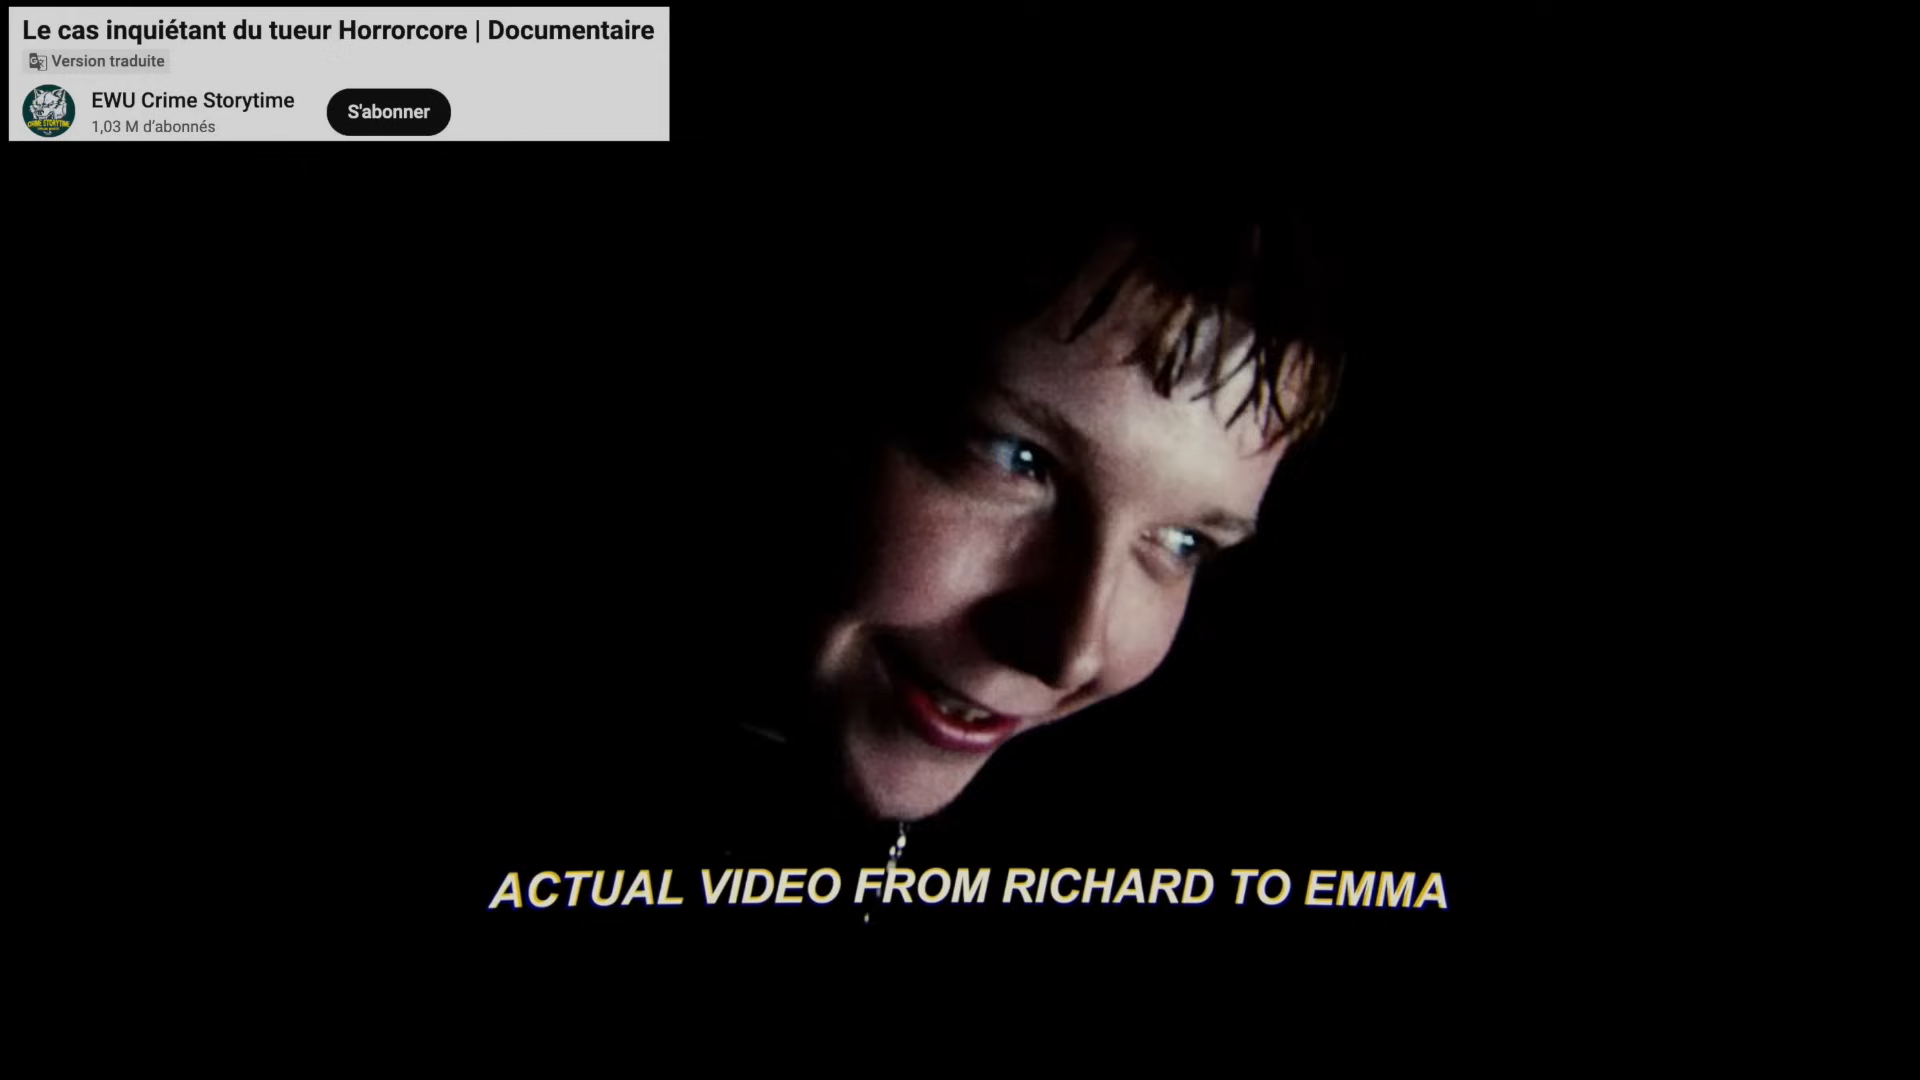 Le cas inquiétant du tueur Horrorcore | Documentaire
Version traduite
EWU Crime Storytime
1,03 M d'abonnés
S'abonner
ACTUAL VIDEO FROM RICHARD TO EMMA